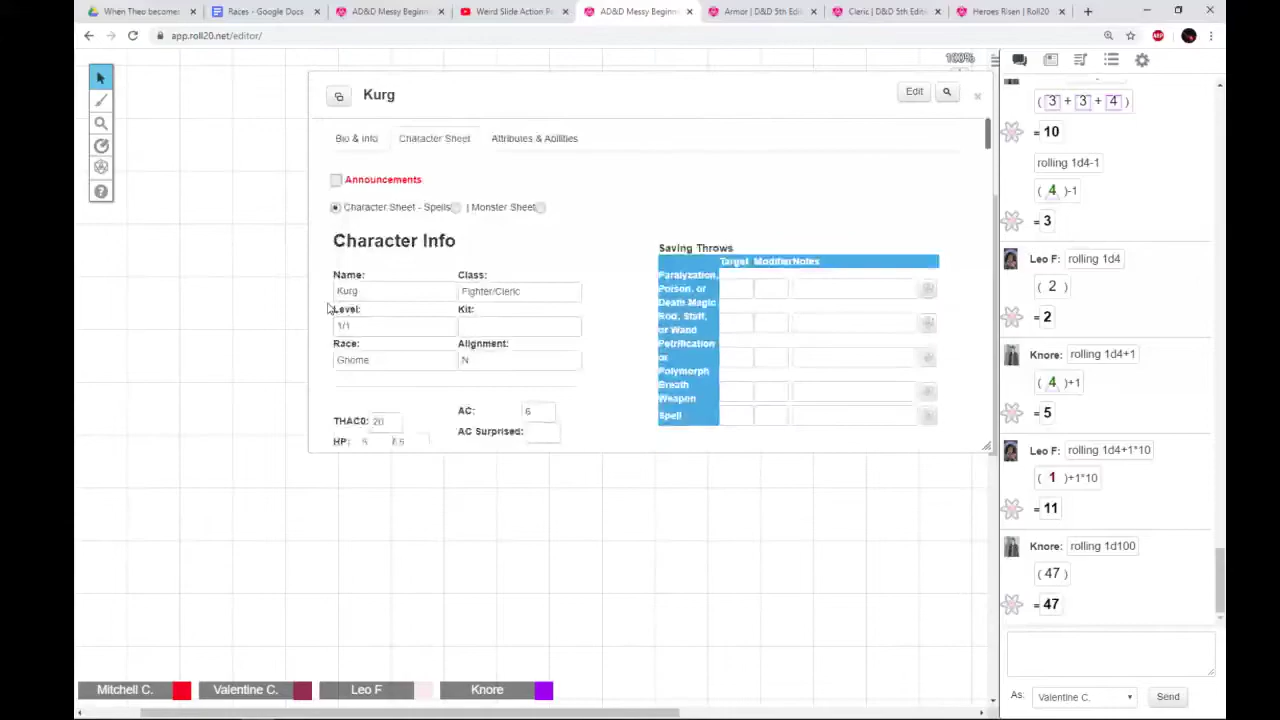 When Theo becomes
Races - Google Docs
AD&D Messy Beginn
Weird Slide Action Po
AD&D Messy Beginn
Armor | D&D 5th Edi
Cleric | D&D 5th Edi
Heroes Risen | Roll20
app.roll20.net/editor/
100%
Kurg
Edit
Bio & Info
Character Sheet
Attributes & Abilities
Announcements
Character Sheet - Spells
| Monster Sheet
Character Info
Name:
Class:
Kurg
Fighter/Cleric
Level:
Kit:
1/1
Race:
Alignment:
Gnome
N
THAC0:
20
AC:
6
HP:
AC Surprised:
Saving Throws
Target
Modifier
Notes
Paralyzation,
Poison, or
Death Magic
Rod, Staff,
or Wand
Petrification
or
Polymorph
Breath
Weapon
Spell
(3+3+4)
= 10
rolling 1d4-1
(4)-1
= 3
Leo F:
rolling 1d4
(2)
= 2
Knore:
rolling 1d4+1
(4)+1
= 5
Leo F:
rolling 1d4+1*10
(1)+1*10
= 11
Knore:
rolling 1d100
(47)
= 47
As:
Valentine C.
Send
Mitchell C.
Valentine C.
Leo F
Knore